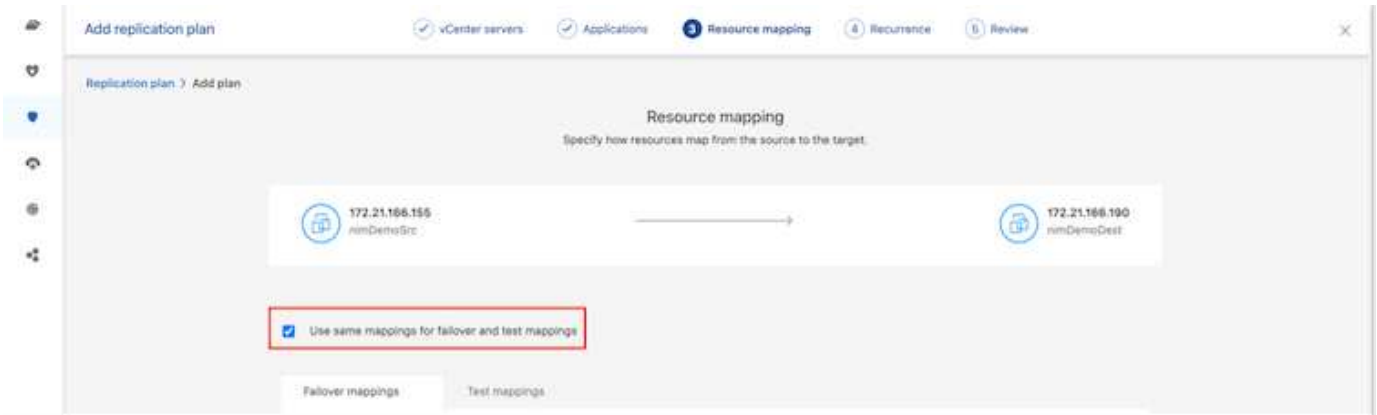 Add replication plan
vCenter servers
Applications
3 Resource mapping
4 Recurrence
5 Review
Replication plan > Add plan
Resource mapping
Specify how resources map from the source to the target.
172.21.166.155
nimDemoSrc
172.21.166.190
nimDemoDest
Use same mappings for failover and test mappings
Failover mappings
Test mappings